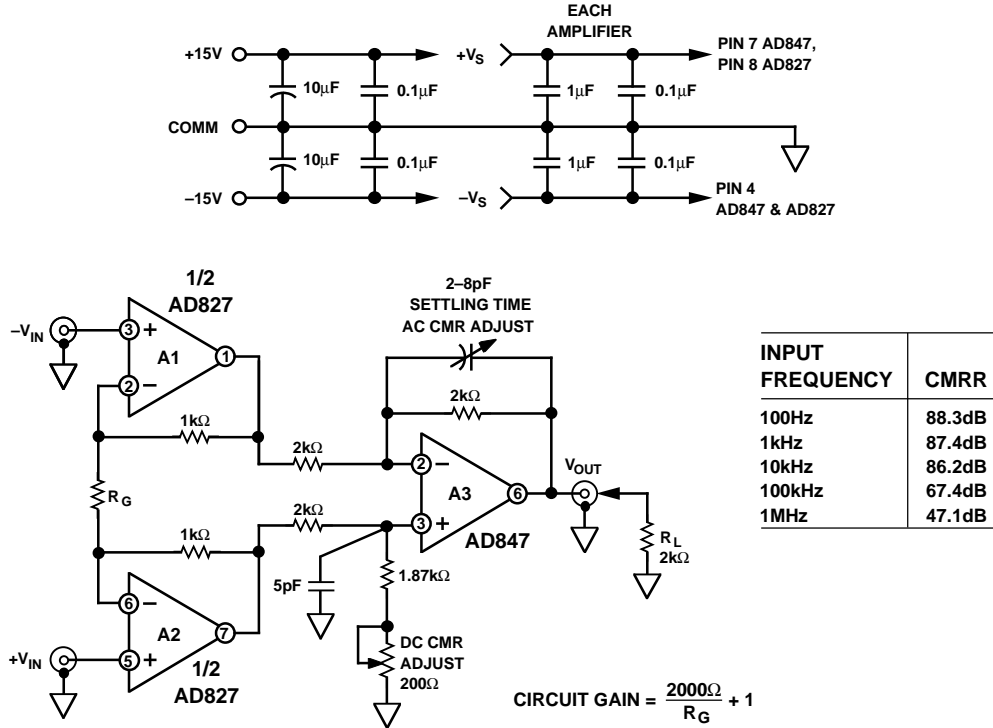 EACH
AMPLIFIER
+15V
+VS
PIN 7 AD847,
PIN 8 AD827
10μF
0.1μF
1μF
0.1μF
COMM
10μF
0.1μF
1μF
0.1μF
–15V
–VS
PIN 4
AD847 & AD827
1/2
AD827
2–8pF
SETTLING TIME
AC CMR ADJUST
–VIN
3
+
A1
1
2
–
1kΩ
2kΩ
2kΩ
RG
2
–
A3
6
VOUT
3
+
AD847
2kΩ
1kΩ
RL
2kΩ
5pF
1.87kΩ
6
–
A2
7
+VIN
5
+
1/2
AD827
DC CMR
ADJUST
200Ω
INPUT
FREQUENCY CMRR
100Hz 88.3dB
1kHz 87.4dB
10kHz 86.2dB
100kHz 67.4dB
1MHz 47.1dB
CIRCUIT GAIN = 2000Ω / RG + 1